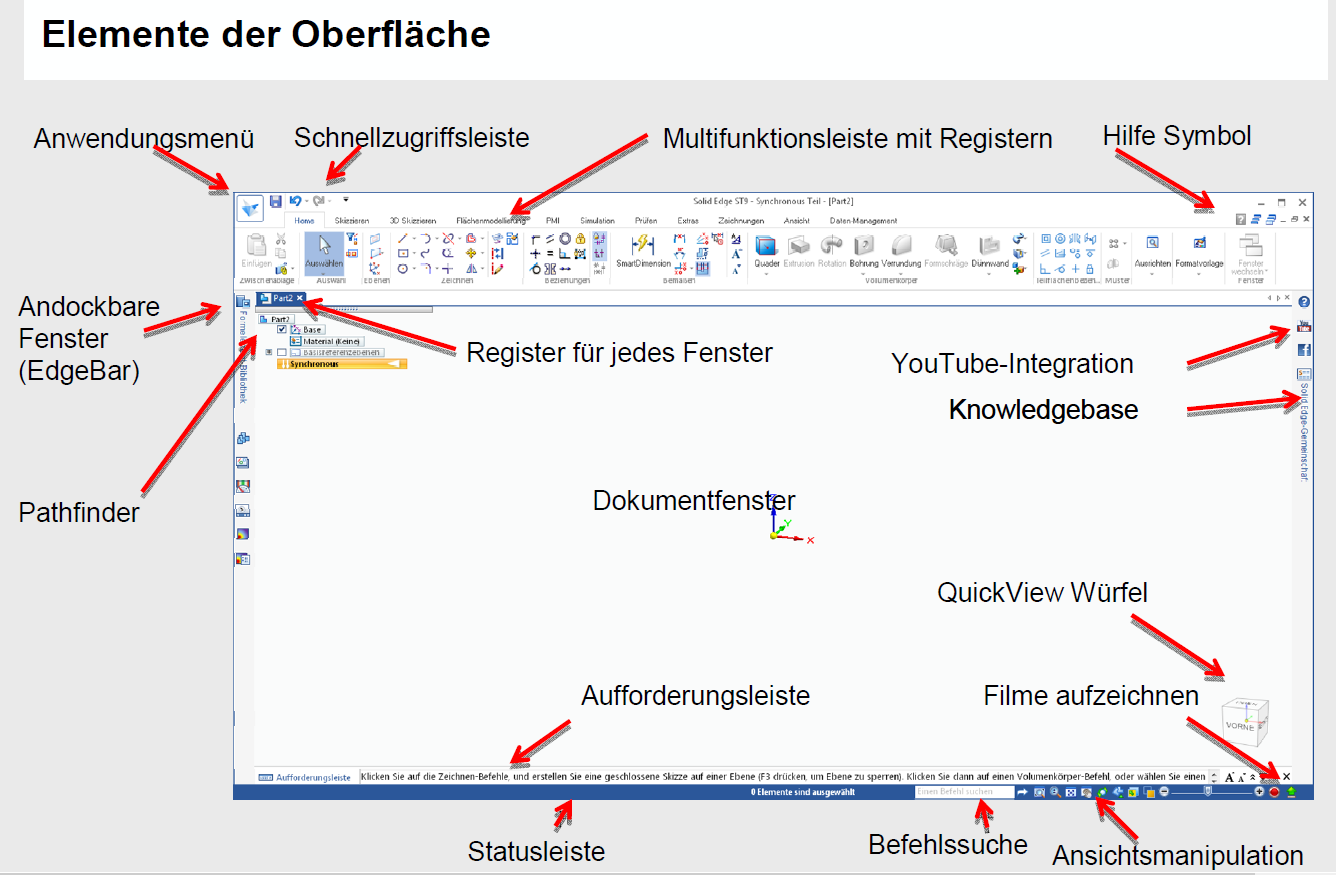 Elemente der Oberfläche
Anwendungsmenü
Schnellzugriffsleiste
Multifunktionsleiste mit Registern
Hilfe Symbol
Solid Edge ST9 - Synchronous Teil - [Part2]
Home Skizzieren 3D Skizzieren Flächenmodellierung PMI Simulation Prüfen Extras Zeichnungen Ansicht Daten-Management
Einfügen Auswählen SmartDimension Quader Extrusion Rotation Bohrung Verrundung Formschräge Dünnwand Ausrichten Formatvorlage Fenster wechseln
Zwischenablage Auswahl Ebenen Zeichnen Beziehungen Bemaßen Volumenkörper Muster Fenster
Part2
Part2
Base
Material (Keine)
Basisreferenzebenen
Synchronous
Andockbare
Fenster
(EdgeBar)
Register für jedes Fenster
YouTube-Integration
Knowledgebase
Solid Edge-Gemeinschaft
Pathfinder
Dokumentfenster
Z
Y
X
QuickView Würfel
Aufforderungsleiste
Filme aufzeichnen
VORNE
Aufforderungsleiste
Klicken Sie auf die Zeichnen-Befehle, und erstellen Sie eine geschlossene Skizze auf einer Ebene (F3 drücken, um Ebene zu sperren). Klicken Sie dann auf einen Volumenkörper-Befehl, oder wählen Sie einen
0 Elemente sind ausgewählt
Einen Befehl suchen
Statusleiste
Befehlssuche
Ansichtsmanipulation